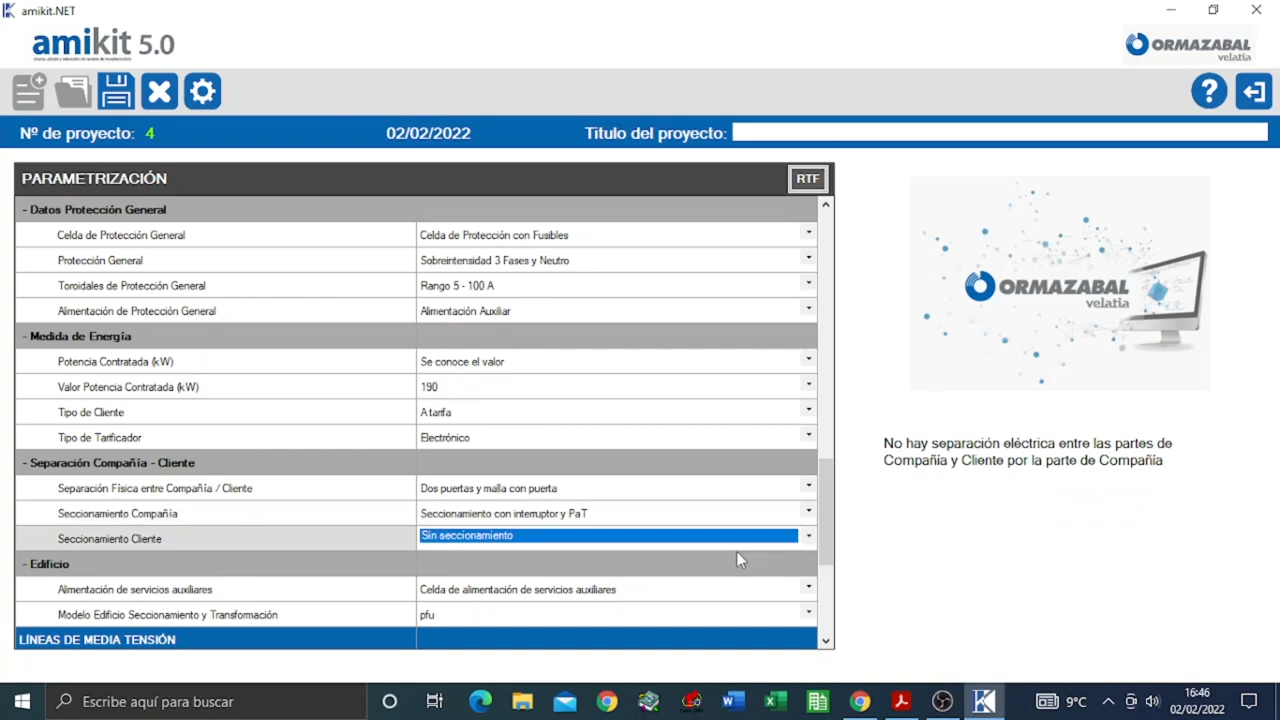 amikit.NET
amikit 5.0
ORMAZABAL
velatia
?
Nº de proyecto: 4
02/02/2022
Titulo del proyecto:
PARAMETRIZACIÓN
RTF
- Datos Protección General
Celda de Protección General
Celda de Protección con Fusibles
Protección General
Sobreintensidad 3 Fases y Neutro
Toroidales de Protección General
Rango 5 - 100 A
Alimentación de Protección General
Alimentación Auxiliar
- Medida de Energía
Potencia Contratada (kW)
Se conoce el valor
Valor Potencia Contratada (kW)
190
Tipo de Cliente
A tarifa
Tipo de Tarificador
Electrónico
- Separación Compañía - Cliente
Separación Física entre Compañía / Cliente
Dos puertas y malla con puerta
Seccionamiento Compañía
Seccionamiento con interruptor y PaT
Seccionamiento Cliente
Sin seccionamiento
- Edificio
Alimentación de servicios auxiliares
Celda de alimentación de servicios auxiliares
Modelo Edificio Seccionamiento y Transformación
pfu
LÍNEAS DE MEDIA TENSIÓN
ORMAZABAL
velatia
No hay separación eléctrica entre las partes de
Compañía y Cliente por la parte de Compañía
Escribe aquí para buscar
9°C
16:46
02/02/2022